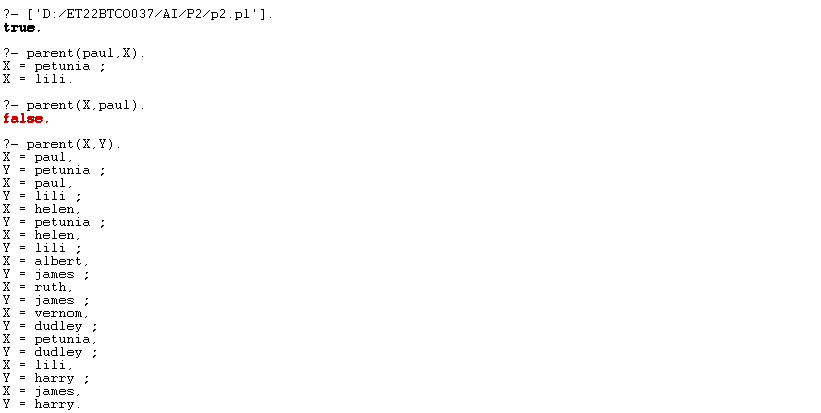 ?- ['D:/ET22BTCO037/AI/P2/p2.pl'].
true.
?- parent(paul,X).
X = petunia ;
X = lili.
?- parent(X,paul).
false.
?- parent(X,Y).
X = paul,
Y = petunia ;
X = paul,
Y = lili ;
X = helen,
Y = petunia ;
X = helen,
Y = lili ;
X = albert,
Y = james ;
X = ruth,
Y = james ;
X = vernom,
Y = dudley ;
X = petunia,
Y = dudley ;
X = lili,
Y = harry ;
X = james,
Y = harry.